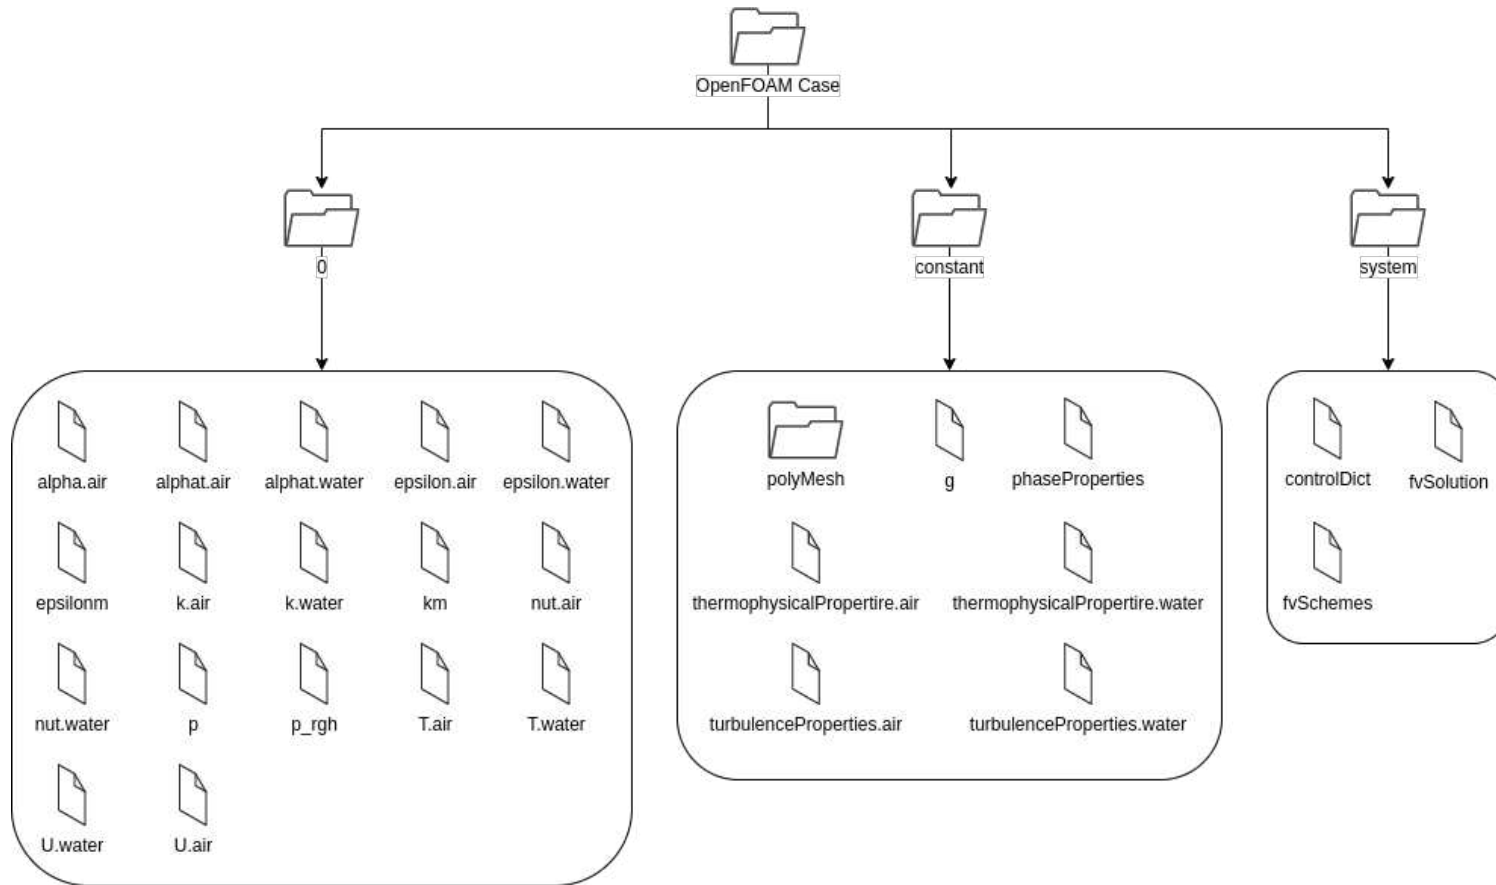 OpenFOAM Case
0
constant
system
alpha.air
alphat.air
alphat.water
epsilon.air
epsilon.water
epsilonm
k.air
k.water
km
nut.air
nut.water
p
p_rgh
T.air
T.water
U.water
U.air
polyMesh
g
phaseProperties
thermophysicalPropertire.air
thermophysicalPropertire.water
turbulenceProperties.air
turbulenceProperties.water
controlDict
fvSolution
fvSchemes